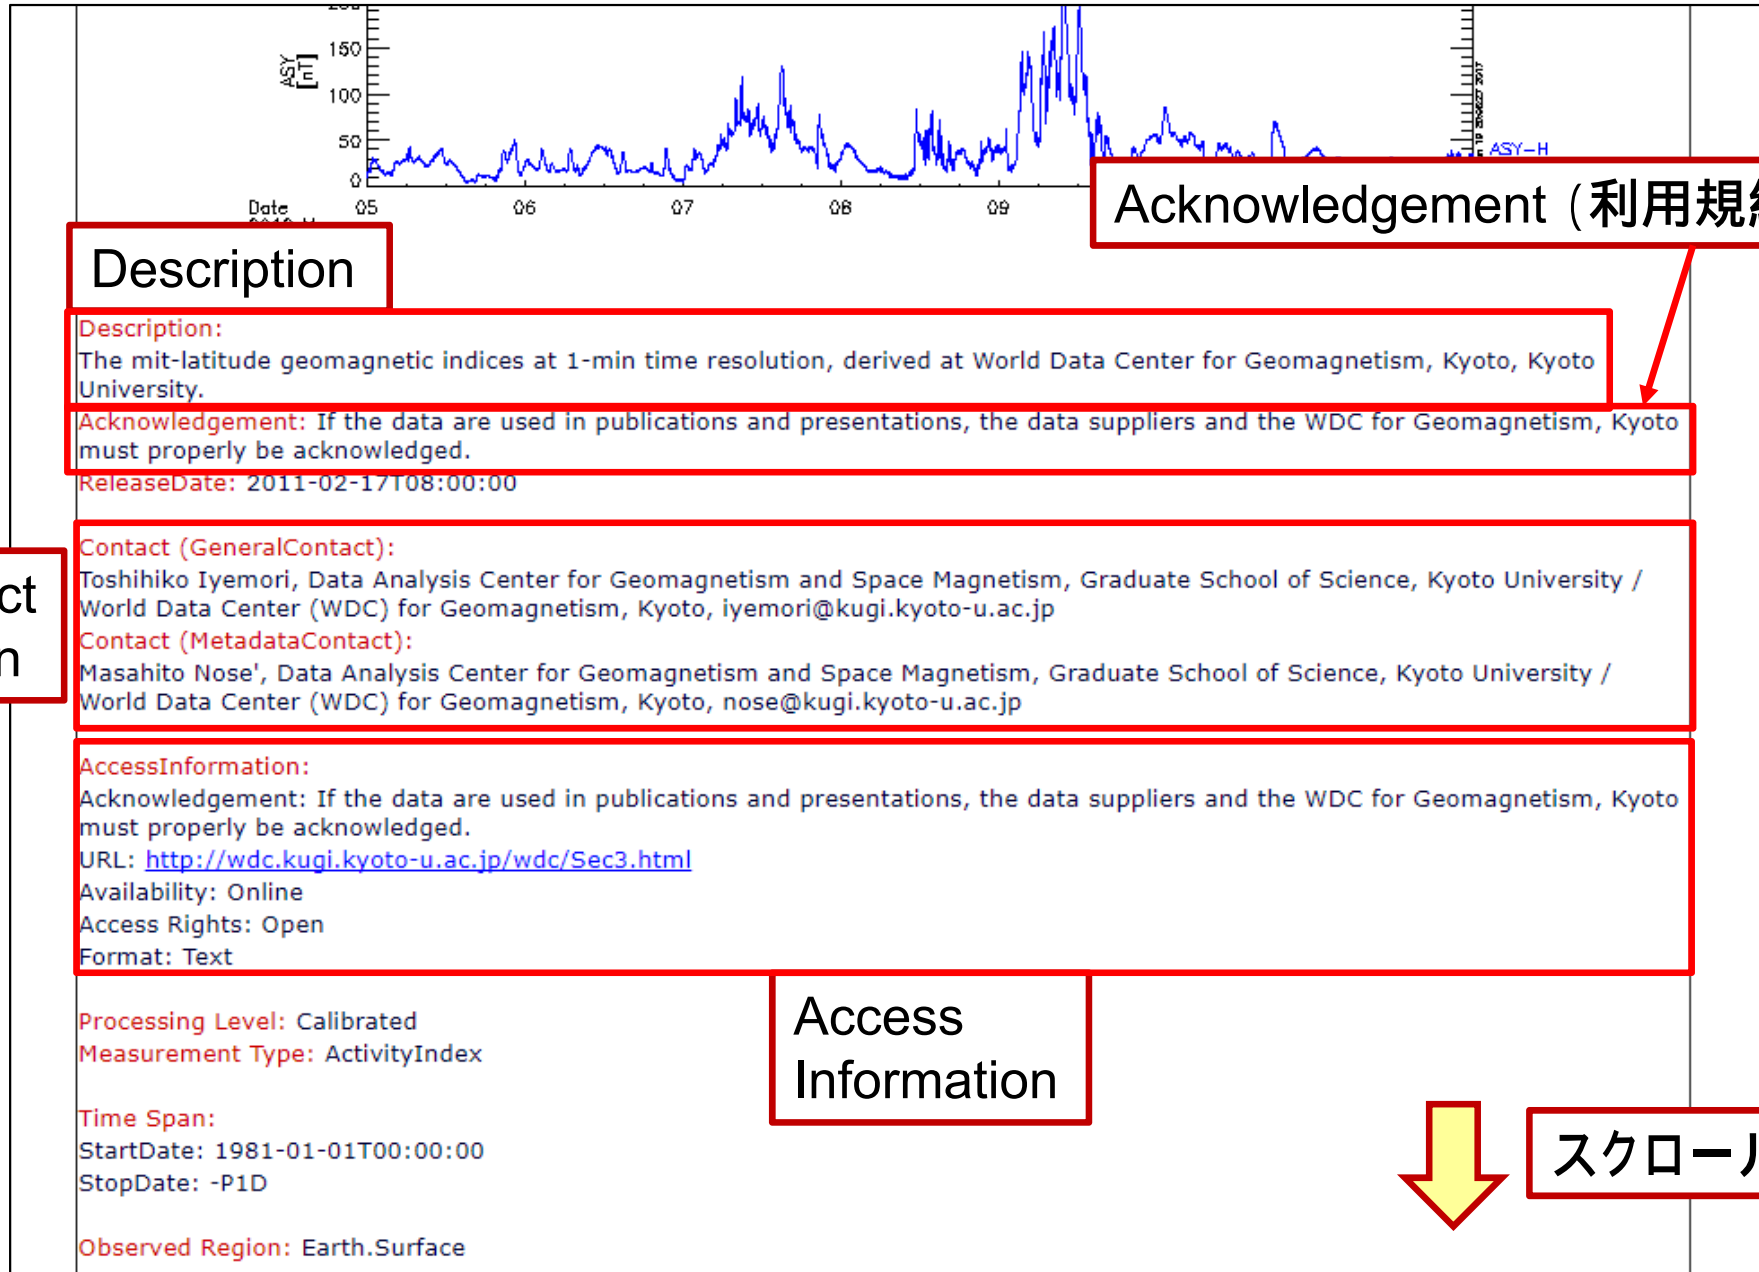 150
ASY
[nT]
100
50
0
ASY-H
Date 05 06 07 08 09
Acknowledgement (利用規
Description
Description:
The mit-latitude geomagnetic indices at 1-min time resolution, derived at World Data Center for Geomagnetism, Kyoto, Kyoto
University.
Acknowledgement: If the data are used in publications and presentations, the data suppliers and the WDC for Geomagnetism, Kyoto
must properly be acknowledged.
ReleaseDate: 2011-02-17T08:00:00
Contact (GeneralContact):
Toshihiko Iyemori, Data Analysis Center for Geomagnetism and Space Magnetism, Graduate School of Science, Kyoto University /
World Data Center (WDC) for Geomagnetism, Kyoto, iyemori@kugi.kyoto-u.ac.jp
Contact (MetadataContact):
Masahito Nose', Data Analysis Center for Geomagnetism and Space Magnetism, Graduate School of Science, Kyoto University /
World Data Center (WDC) for Geomagnetism, Kyoto, nose@kugi.kyoto-u.ac.jp
ct
n
AccessInformation:
Acknowledgement: If the data are used in publications and presentations, the data suppliers and the WDC for Geomagnetism, Kyoto
must properly be acknowledged.
URL: http://wdc.kugi.kyoto-u.ac.jp/wdc/Sec3.html
Availability: Online
Access Rights: Open
Format: Text
Access
Information
Processing Level: Calibrated
Measurement Type: ActivityIndex
Time Span:
StartDate: 1981-01-01T00:00:00
StopDate: -P1D
スクロー
Observed Region: Earth.Surface